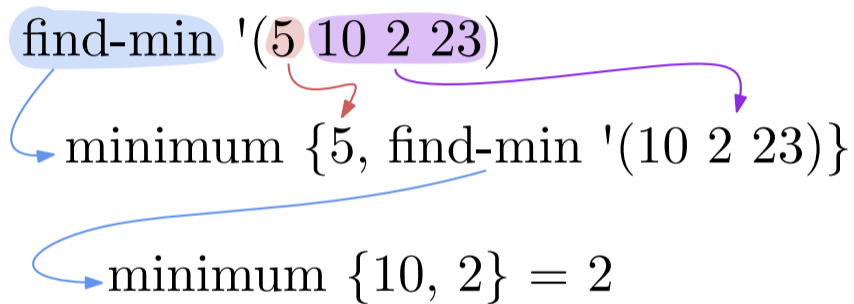 find-min '(5 10 2 23)
minimum {5, find-min '(10 2 23)}
minimum {10, 2} = 2